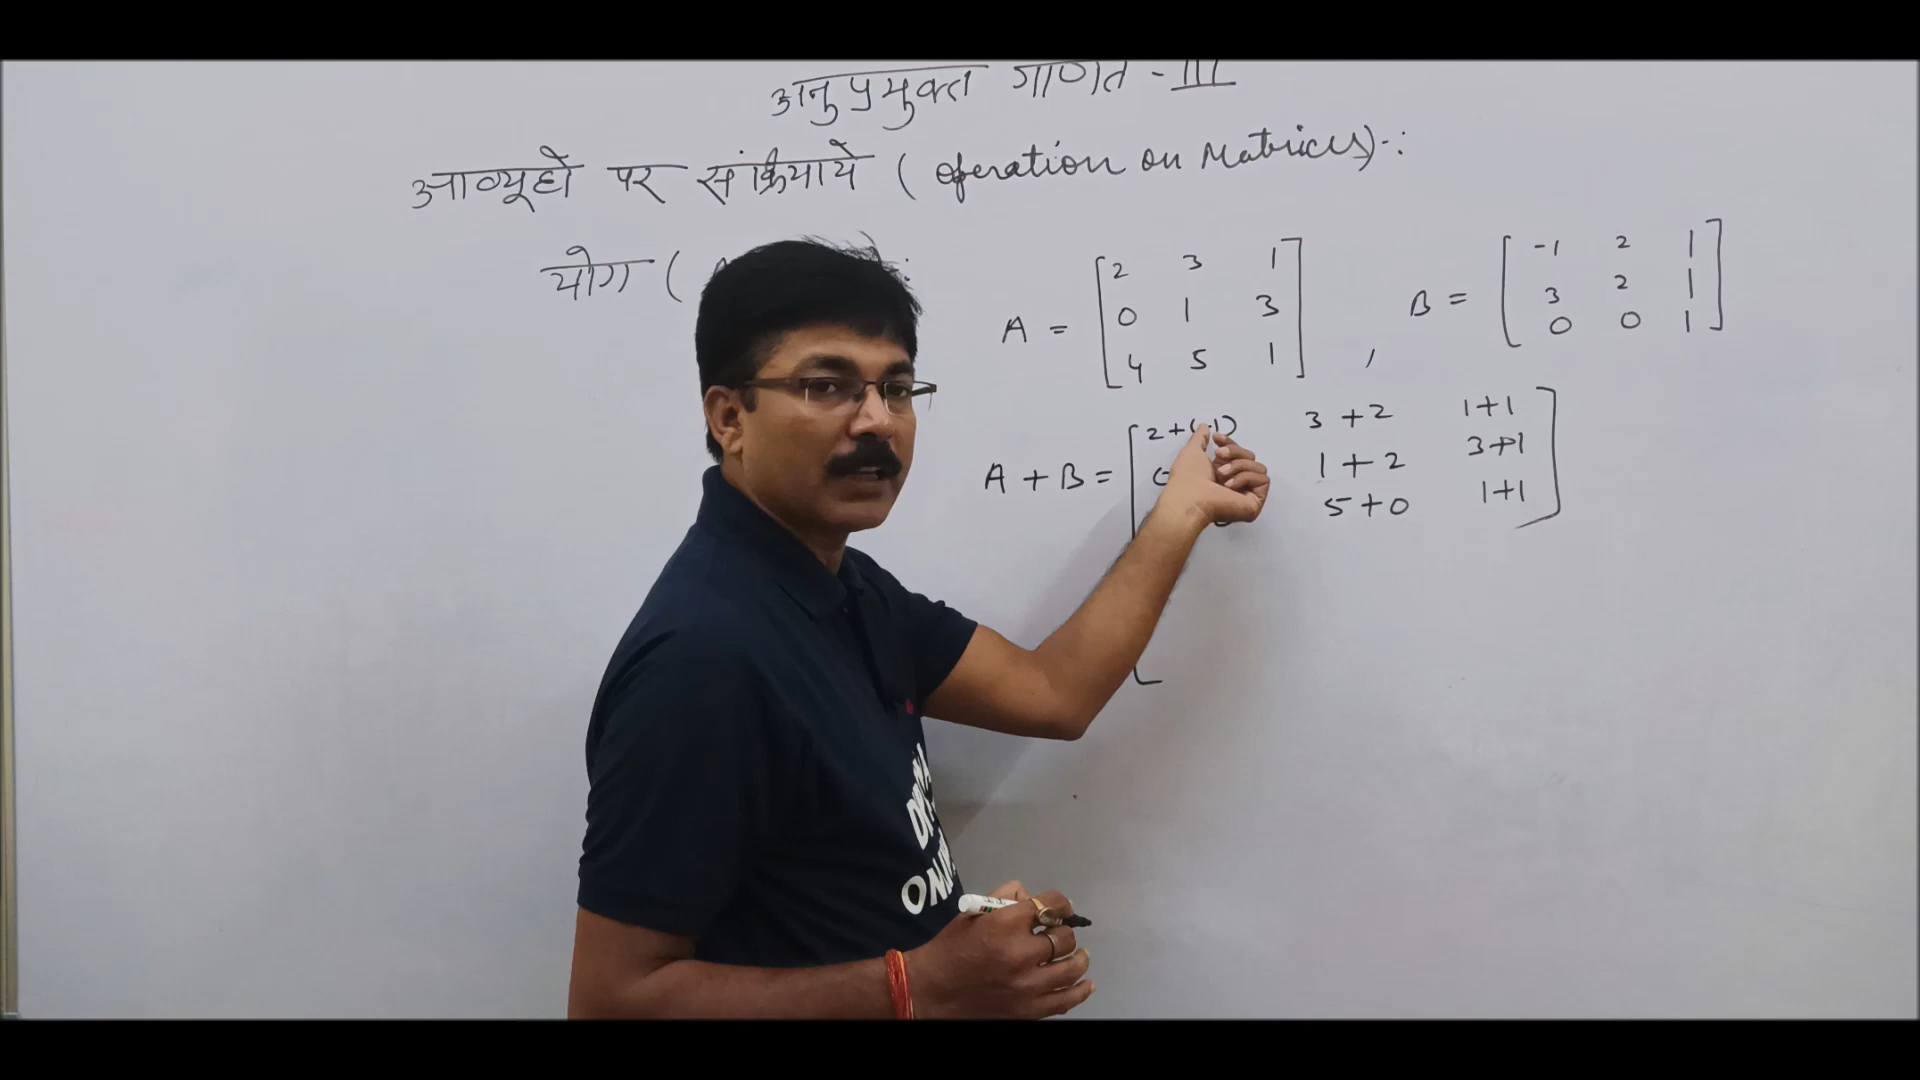 अनुप्रयुक्त गणित - III
आव्यूहो पर संक्रियाये ( operation on Matrices) -:
योग (
A = [ 2 3 1
0 1 3
4 5 1 ] ,
B = [ -1 2 1
3 2 1
0 0 1 ]
A + B = [ 2+(-1) 3+2 1+1
1+2 3+1
5+0 1+1 ]
ONLI